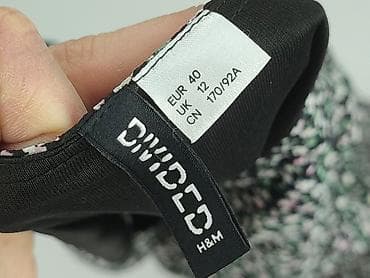 EUR 40
UK 12
CN 170/92A
DIVIDED
H&M